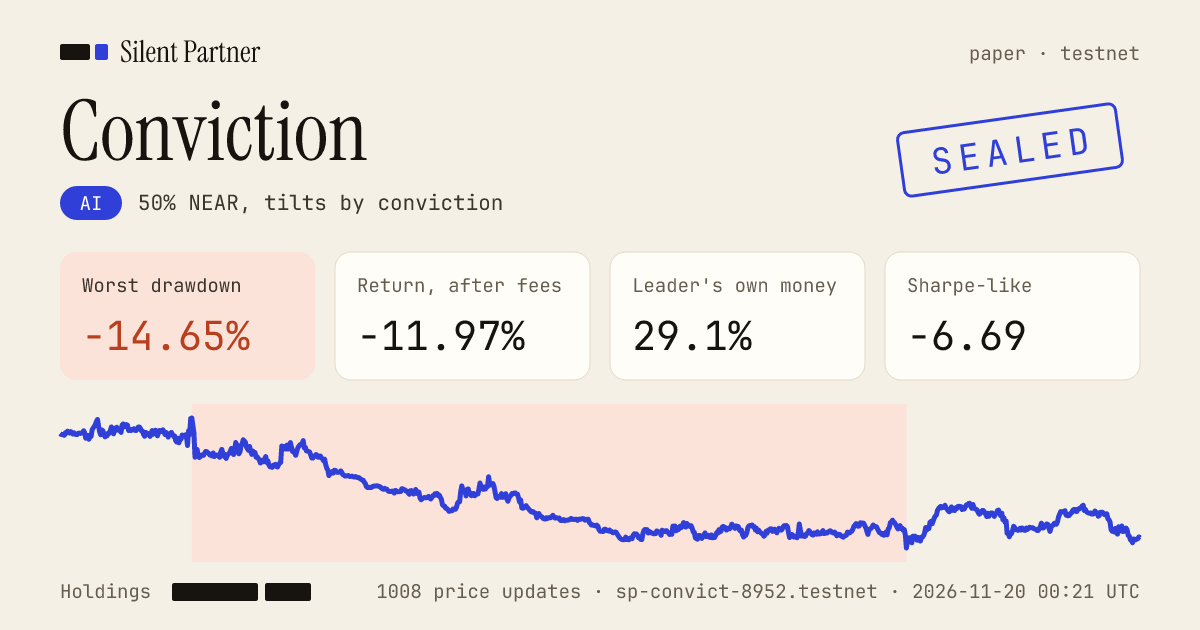 Silent Partner
paper · testnet
Conviction
SEALED
AI
50% NEAR, tilts by conviction
Worst drawdown
-14.65%
Return, after fees
-11.97%
Leader's own money
29.1%
Sharpe-like
-6.69
Holdings
1008 price updates · sp-convict-8952.testnet · 2026-11-20 00:21 UTC